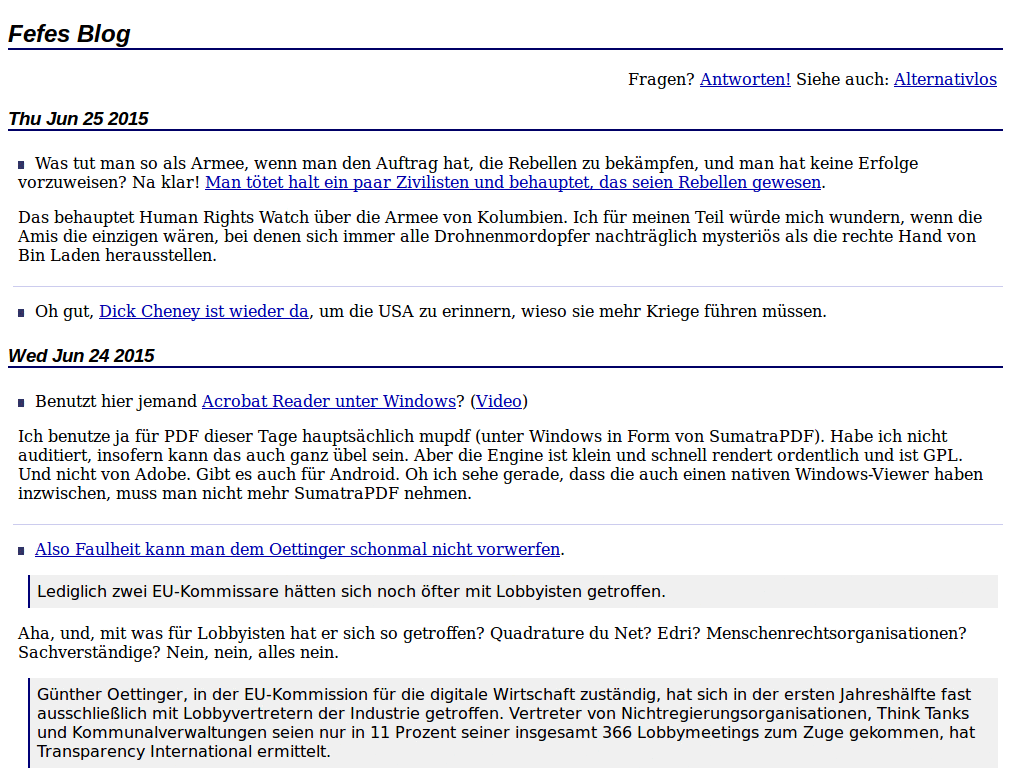 Fefes Blog
Fragen? Antworten! Siehe auch: Alternativlos
Thu Jun 25 2015
Was tut man so als Armee, wenn man den Auftrag hat, die Rebellen zu bekämpfen, und man hat keine Erfolge
vorzuweisen? Na klar! Man tötet halt ein paar Zivilisten und behauptet, das seien Rebellen gewesen.
Das behauptet Human Rights Watch über die Armee von Kolumbien. Ich für meinen Teil würde mich wundern, wenn die
Amis die einzigen wären, bei denen sich immer alle Drohnenmordopfer nachträglich mysteriös als die rechte Hand von
Bin Laden herausstellen.
Oh gut, Dick Cheney ist wieder da, um die USA zu erinnern, wieso sie mehr Kriege führen müssen.
Wed Jun 24 2015
Benutzt hier jemand Acrobat Reader unter Windows? (Video)
Ich benutze ja für PDF dieser Tage hauptsächlich mupdf (unter Windows in Form von SumatraPDF). Habe ich nicht
auditiert, insofern kann das auch ganz übel sein. Aber die Engine ist klein und schnell rendert ordentlich und ist GPL.
Und nicht von Adobe. Gibt es auch für Android. Oh ich sehe gerade, dass die auch einen nativen Windows-Viewer haben
inzwischen, muss man nicht mehr SumatraPDF nehmen.
Also Faulheit kann man dem Oettinger schonmal nicht vorwerfen.
Lediglich zwei EU-Kommissare hätten sich noch öfter mit Lobbyisten getroffen.
Aha, und, mit was für Lobbyisten hat er sich so getroffen? Quadrature du Net? Edri? Menschenrechtsorganisationen?
Sachverständige? Nein, nein, alles nein.
Günther Oettinger, in der EU-Kommission für die digitale Wirtschaft zuständig, hat sich in der ersten Jahreshälfte fast
ausschließlich mit Lobbyvertretern der Industrie getroffen. Vertreter von Nichtregierungsorganisationen, Think Tanks
und Kommunalverwaltungen seien nur in 11 Prozent seiner insgesamt 366 Lobbymeetings zum Zuge gekommen, hat
Transparency International ermittelt.